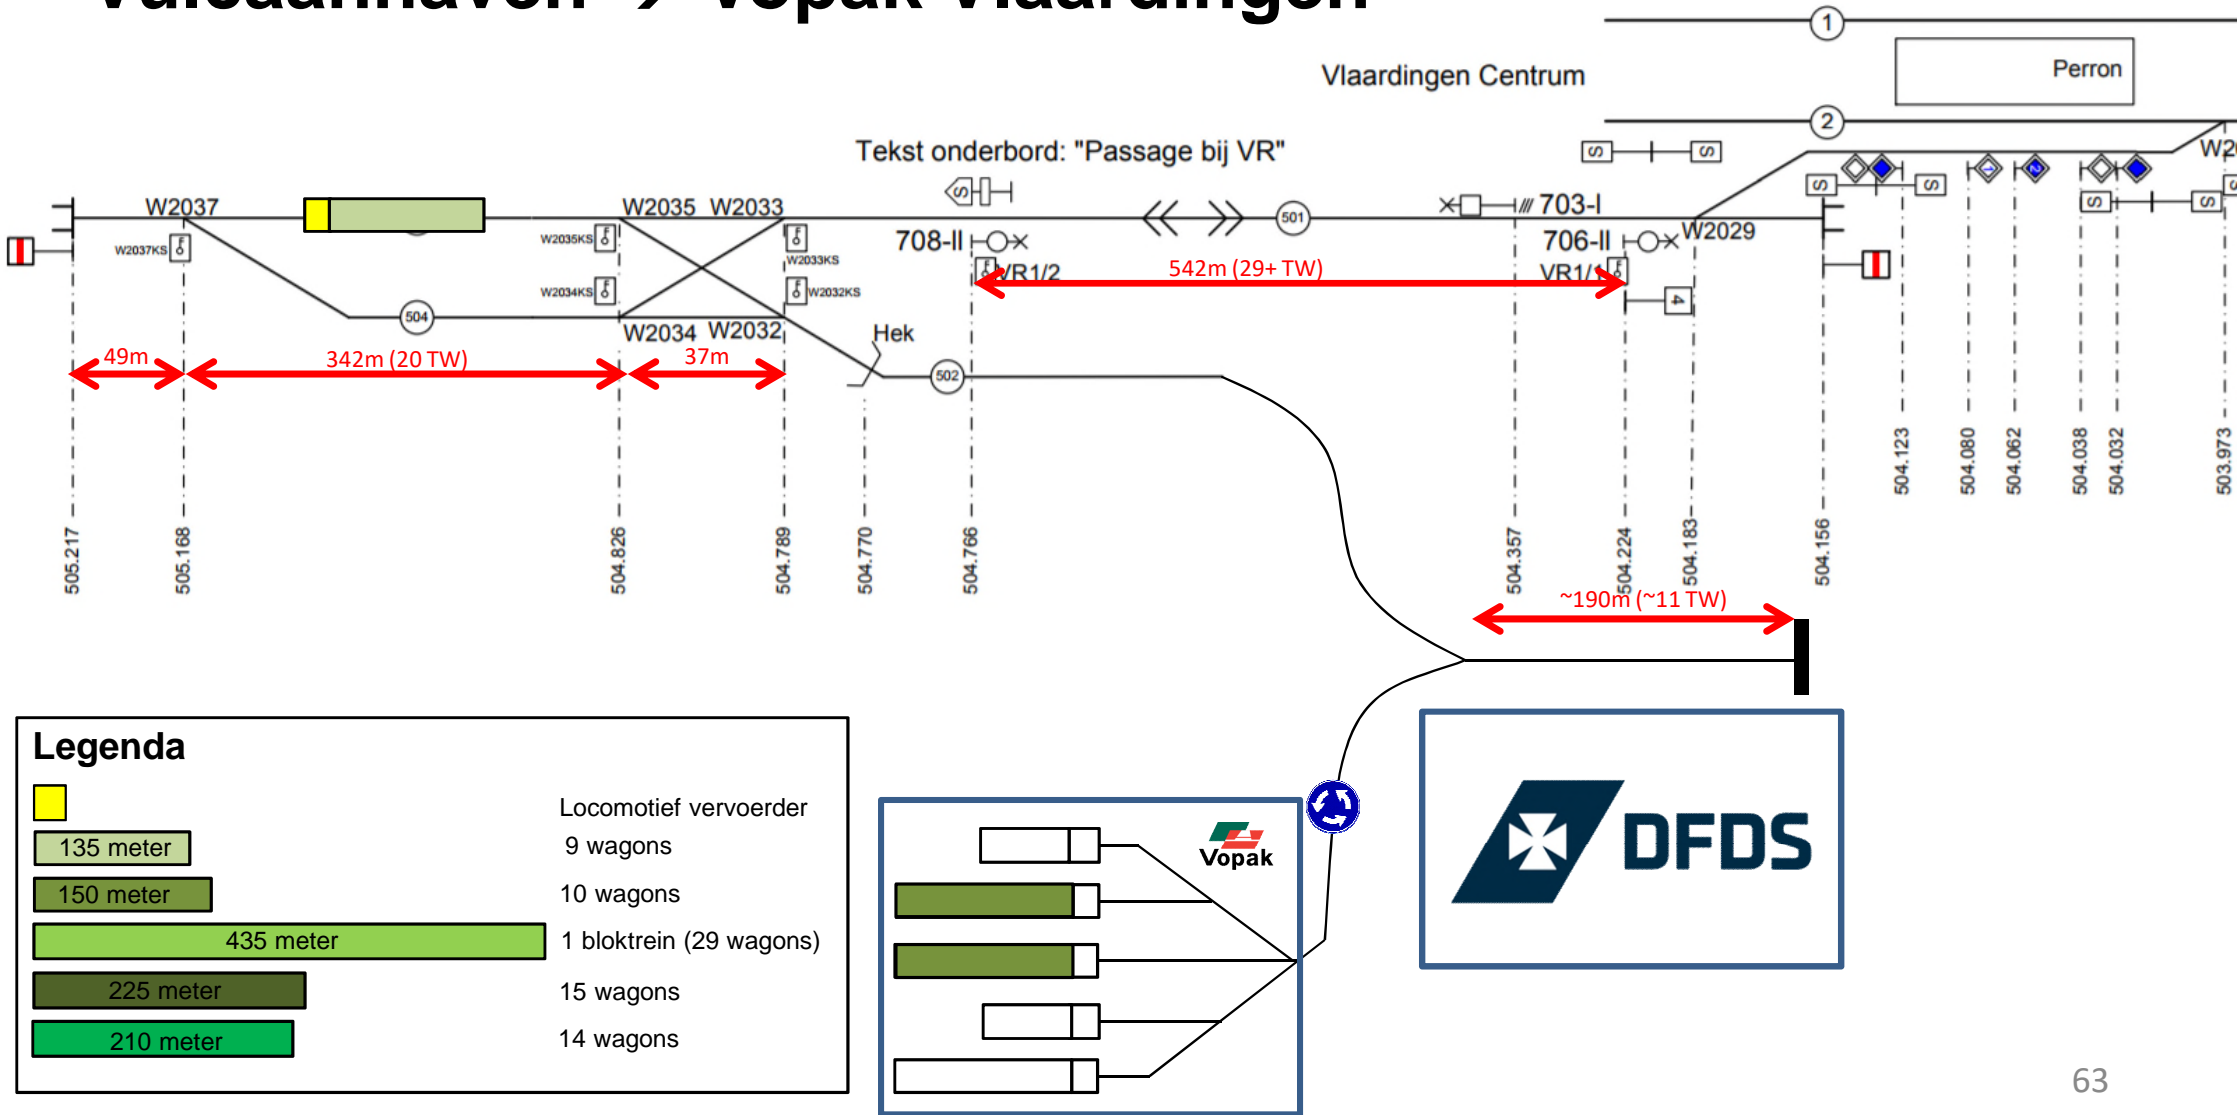 Vulcaanhaven → Vopak Vlaardingen
1
Vlaardingen Centrum
Perron
2
Tekst onderbord: "Passage bij VR"
S
S
S
S
S
S
S
S
1
2
W2037
W2035 W2033
501
703-I
W2029
W2037KS
W2035KS
W2033KS
708-II
706-II
VR1/2
542m (29+ TW)
W2034KS
W2032KS
4
504
W2034 W2032
Hek
49m
342m (20 TW)
37m
502
505.217
505.168
504.826
504.789
504.770
504.766
504.357
504.224
504.183
504.156
504.123
504.080
504.062
504.038
504.032
503.973
~190m (~11 TW)
Legenda
Locomotief vervoerder
135 meter 9 wagons
150 meter 10 wagons
435 meter 1 bloktrein (29 wagons)
225 meter 15 wagons
210 meter 14 wagons
Vopak
DFDS
63